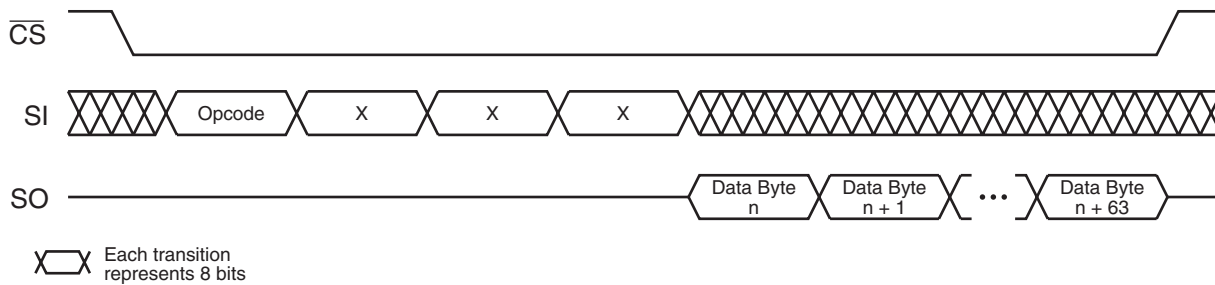 CS
SI
Opcode
X
X
X
SO
Data Byte
n
Data Byte
n + 1
•••
Data Byte
n + 63
Each transition
represents 8 bits